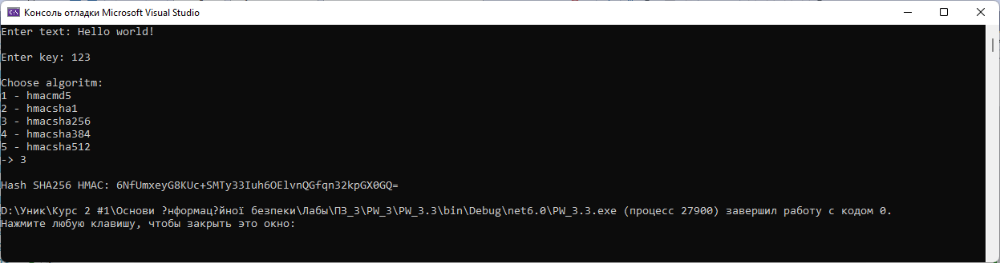 Консоль отладки Microsoft Visual Studio
Enter text: Hello world!
Enter key: 123
Choose algoritm:
1 - hmacmd5
2 - hmacsha1
3 - hmacsha256
4 - hmacsha384
5 - hmacsha512
-> 3
Hash SHA256 HMAC: 6NfUmxeyG8KUc+SMTy33Iuh6OElvnQGfqn32kpGX0GQ=
D:\Уник\Курс 2 #1\Основи ?нформац?йної безпеки\Лабы\ПЗ_3\PW_3\PW_3.3\bin\Debug\net6.0\PW_3.3.exe (процесс 27900) завершил работу с кодом 0.
Нажмите любую клавишу, чтобы закрыть это окно: